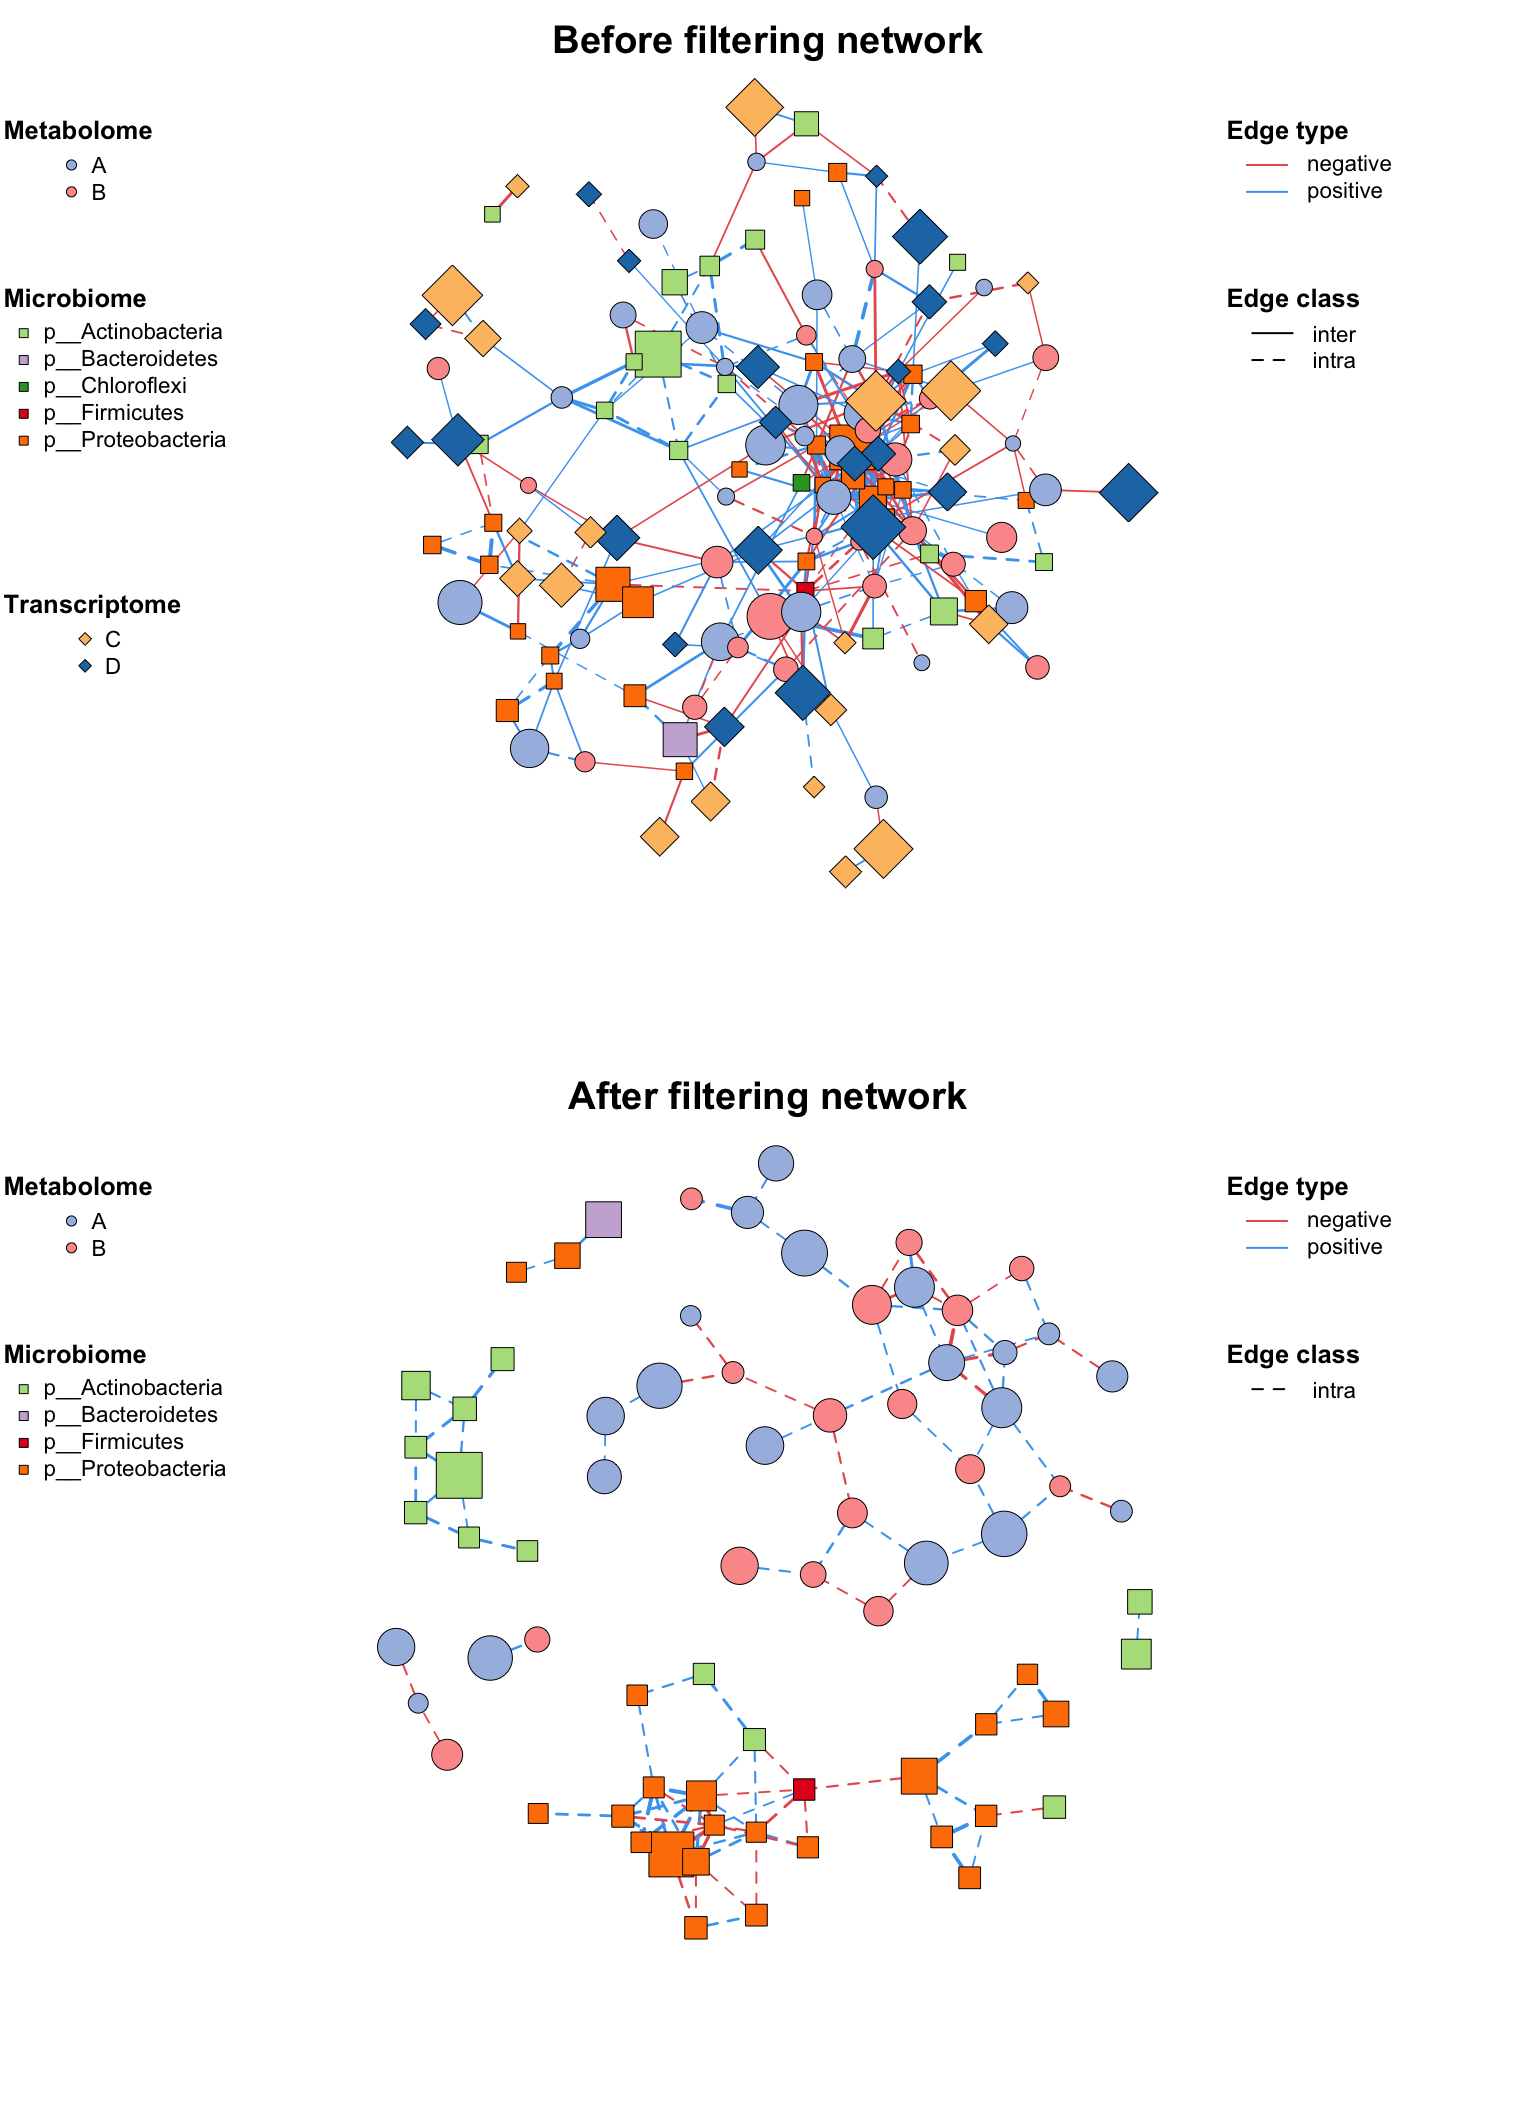 Before filtering network
Metabolome
A
B
Microbiome
p__Actinobacteria
p__Bacteroidetes
p__Chloroflexi
p__Firmicutes
p__Proteobacteria
Transcriptome
C
D
Edge type
negative
positive
Edge class
inter
intra
After filtering network
Metabolome
A
B
Microbiome
p__Actinobacteria
p__Bacteroidetes
p__Firmicutes
p__Proteobacteria
Edge type
negative
positive
Edge class
intra